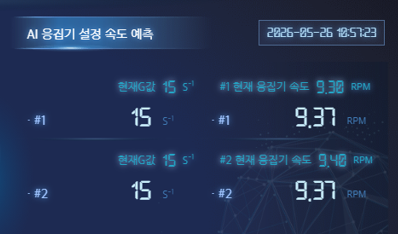 AI 응집기 설정 속도 예측
2026-05-26 10:57:23
현재G값 15 S⁻¹ #1 현재 응집기 속도 9.30 RPM
- #1 15 S⁻¹ - #1 9.37 RPM
현재G값 15 S⁻¹ #2 현재 응집기 속도 9.40 RPM
- #2 15 S⁻¹ - #2 9.37 RPM